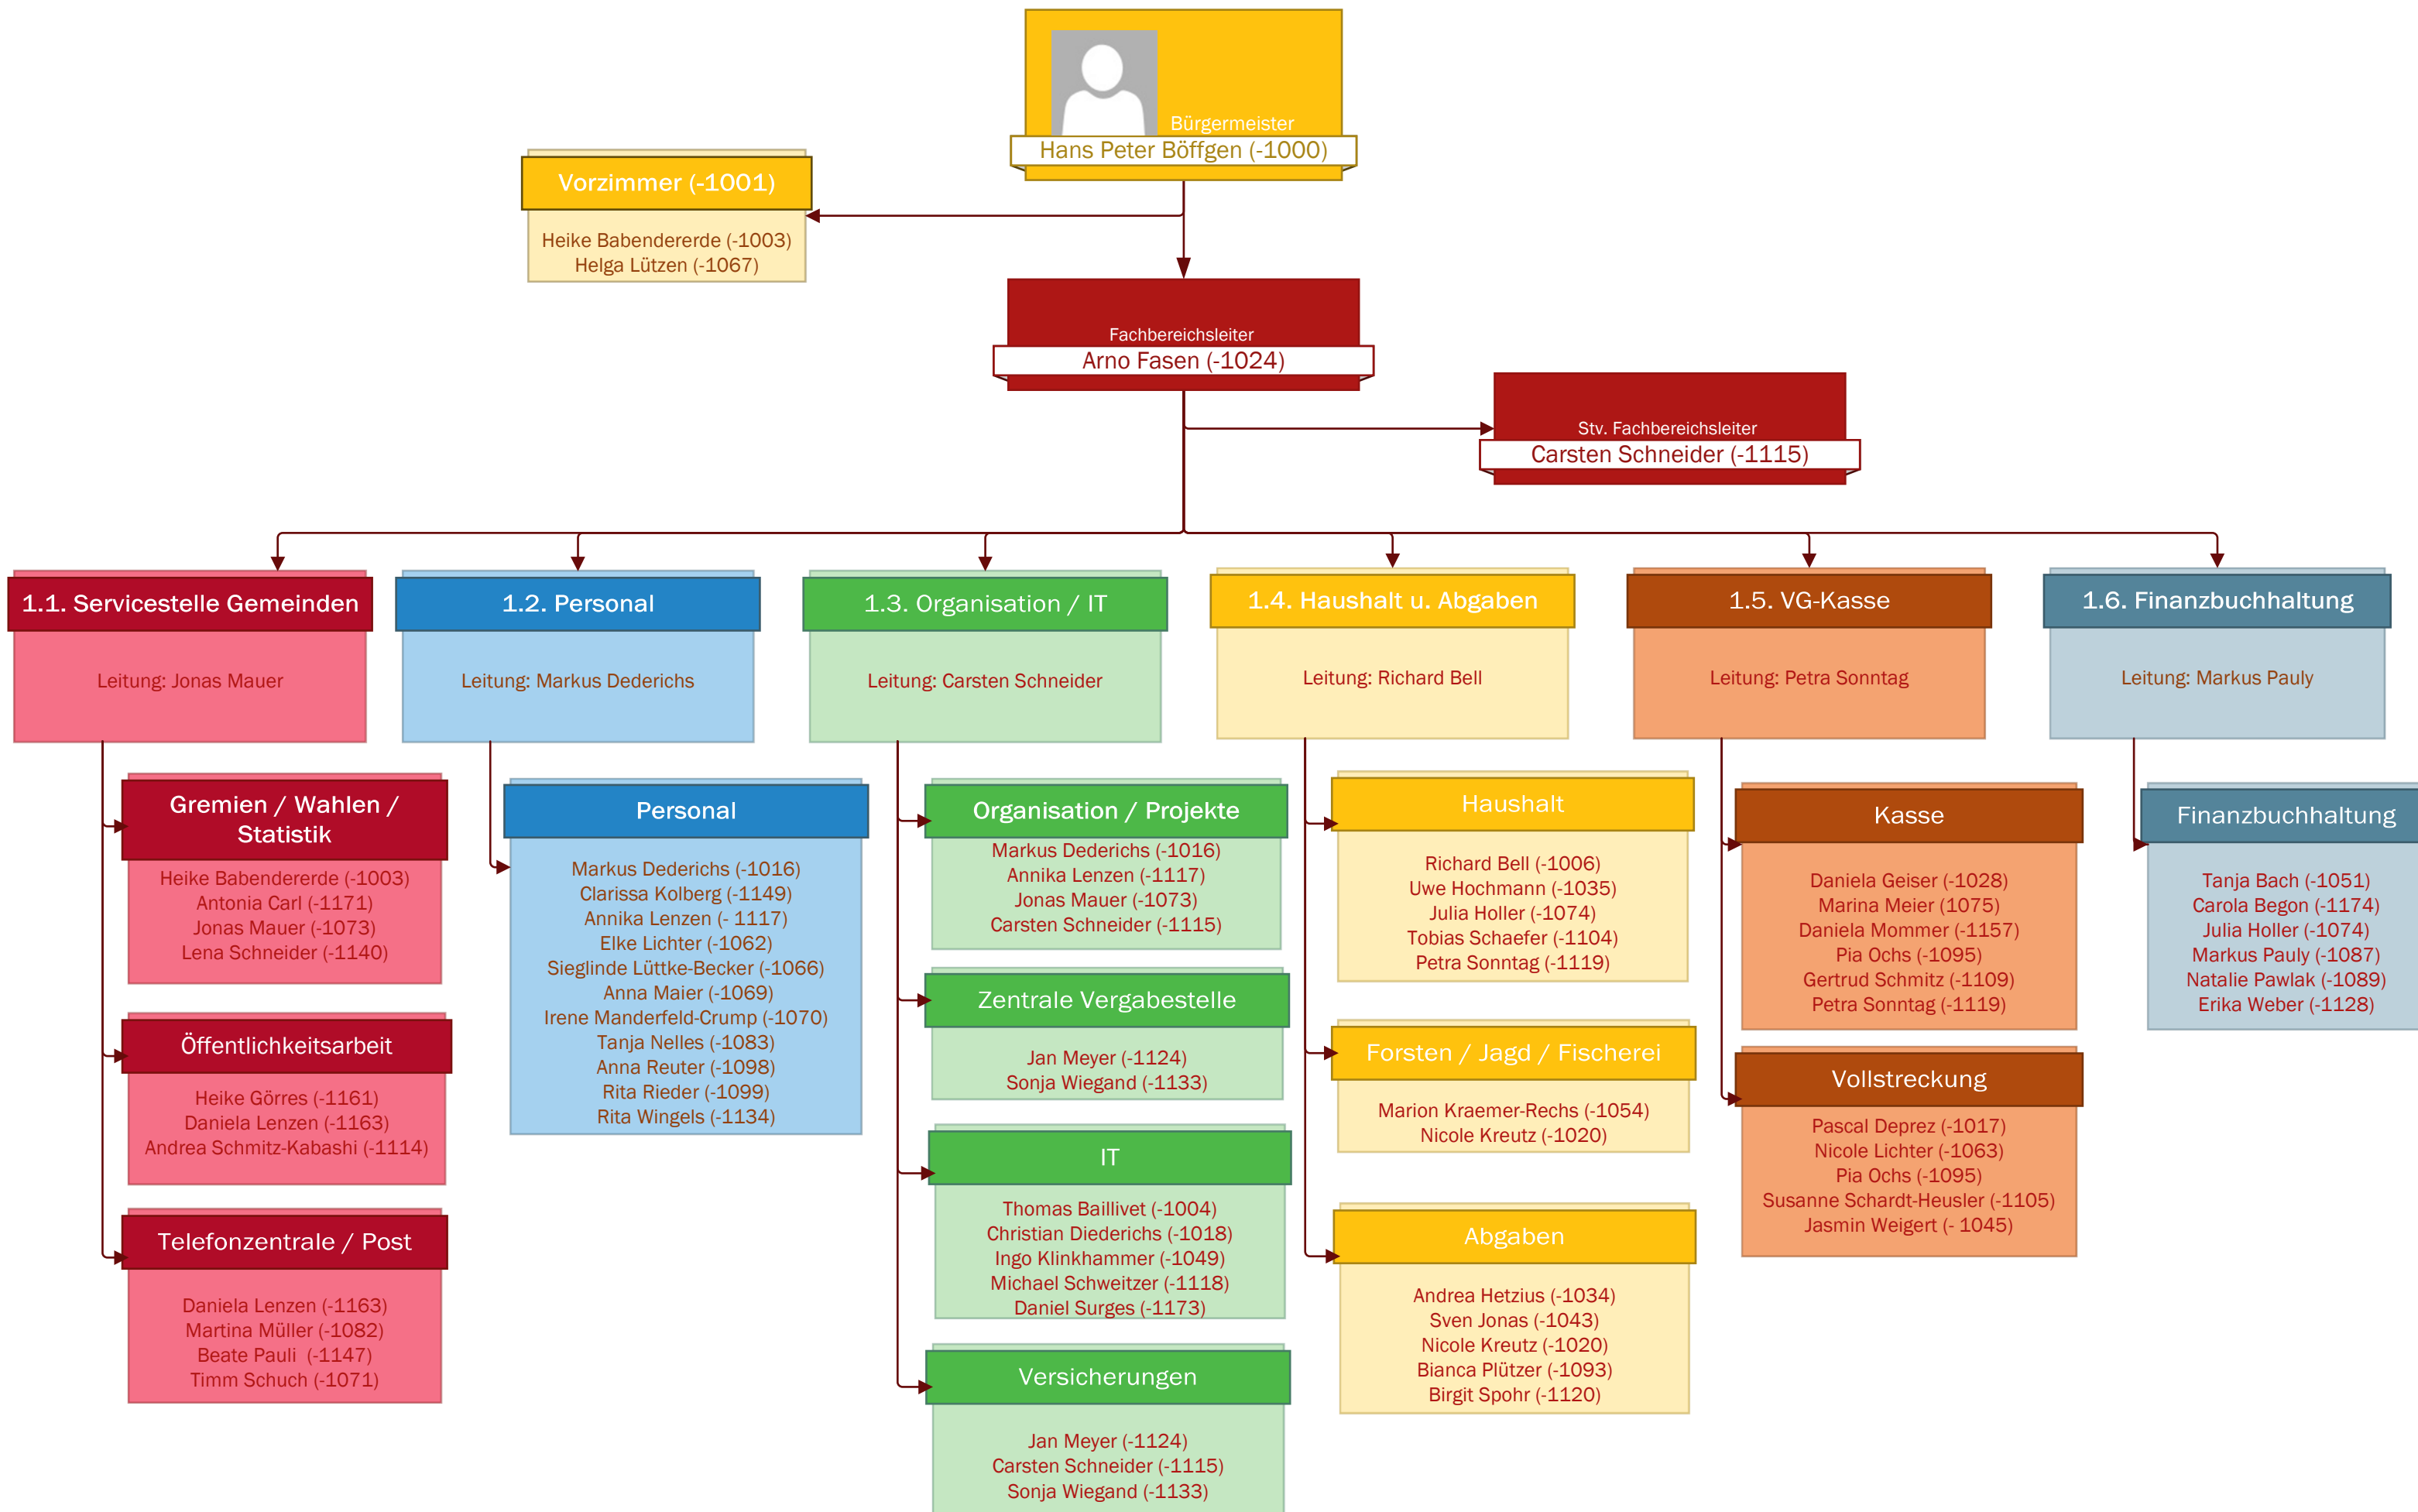 Bürgermeister
Hans Peter Böffgen (-1000)
Vorzimmer (-1001)
Heike Babendererde (-1003)
Helga Lützen (-1067)
Fachbereichsleiter
Arno Fasen (-1024)
Stv. Fachbereichsleiter
Carsten Schneider (-1115)
1.1. Servicestelle Gemeinden
Leitung: Jonas Mauer
Gremien / Wahlen /
Statistik
Heike Babendererde (-1003)
Antonia Carl (-1171)
Jonas Mauer (-1073)
Lena Schneider (-1140)
Öffentlichkeitsarbeit
Heike Görres (-1161)
Daniela Lenzen (-1163)
Andrea Schmitz-Kabashi (-1114)
Telefonzentrale / Post
Daniela Lenzen (-1163)
Martina Müller (-1082)
Beate Pauli  (-1147)
Timm Schuch (-1071)
1.2. Personal
Leitung: Markus Dederichs
Personal
Markus Dederichs (-1016)
Clarissa Kolberg (-1149)
Annika Lenzen (- 1117)
Elke Lichter (-1062)
Sieglinde Lüttke-Becker (-1066)
Anna Maier (-1069)
Irene Manderfeld-Crump (-1070)
Tanja Nelles (-1083)
Anna Reuter (-1098)
Rita Rieder (-1099)
Rita Wingels (-1134)
1.3. Organisation / IT
Leitung: Carsten Schneider
Organisation / Projekte
Markus Dederichs (-1016)
Annika Lenzen (-1117)
Jonas Mauer (-1073)
Carsten Schneider (-1115)
Zentrale Vergabestelle
Jan Meyer (-1124)
Sonja Wiegand (-1133)
IT
Thomas Baillivet (-1004)
Christian Diederichs (-1018)
Ingo Klinkhammer (-1049)
Michael Schweitzer (-1118)
Daniel Surges (-1173)
Versicherungen
Jan Meyer (-1124)
Carsten Schneider (-1115)
Sonja Wiegand (-1133)
1.4. Haushalt u. Abgaben
Leitung: Richard Bell
Haushalt
Richard Bell (-1006)
Uwe Hochmann (-1035)
Julia Holler (-1074)
Tobias Schaefer (-1104)
Petra Sonntag (-1119)
Forsten / Jagd / Fischerei
Marion Kraemer-Rechs (-1054)
Nicole Kreutz (-1020)
Abgaben
Andrea Hetzius (-1034)
Sven Jonas (-1043)
Nicole Kreutz (-1020)
Bianca Plützer (-1093)
Birgit Spohr (-1120)
1.5. VG-Kasse
Leitung: Petra Sonntag
Kasse
Daniela Geiser (-1028)
Marina Meier (1075)
Daniela Mommer (-1157)
Pia Ochs (-1095)
Gertrud Schmitz (-1109)
Petra Sonntag (-1119)
Vollstreckung
Pascal Deprez (-1017)
Nicole Lichter (-1063)
Pia Ochs (-1095)
Susanne Schardt-Heusler (-1105)
Jasmin Weigert (- 1045)
1.6. Finanzbuchhaltung
Leitung: Markus Pauly
Finanzbuchhaltung
Tanja Bach (-1051)
Carola Begon (-1174)
Julia Holler (-1074)
Markus Pauly (-1087)
Natalie Pawlak (-1089)
Erika Weber (-1128)